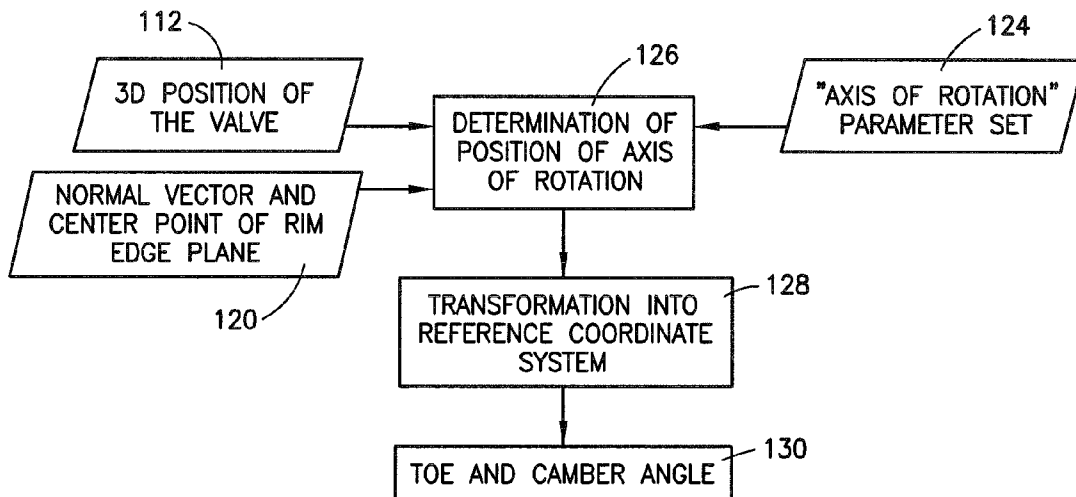 112
3D POSITION OF
THE VALVE
126
DETERMINATION OF
POSITION OF AXIS
OF ROTATION
124
"AXIS OF ROTATION"
PARAMETER SET
NORMAL VECTOR AND
CENTER POINT OF RIM
EDGE PLANE
120
TRANSFORMATION INTO
REFERENCE COORDINATE
SYSTEM
128
TOE AND CAMBER ANGLE
130